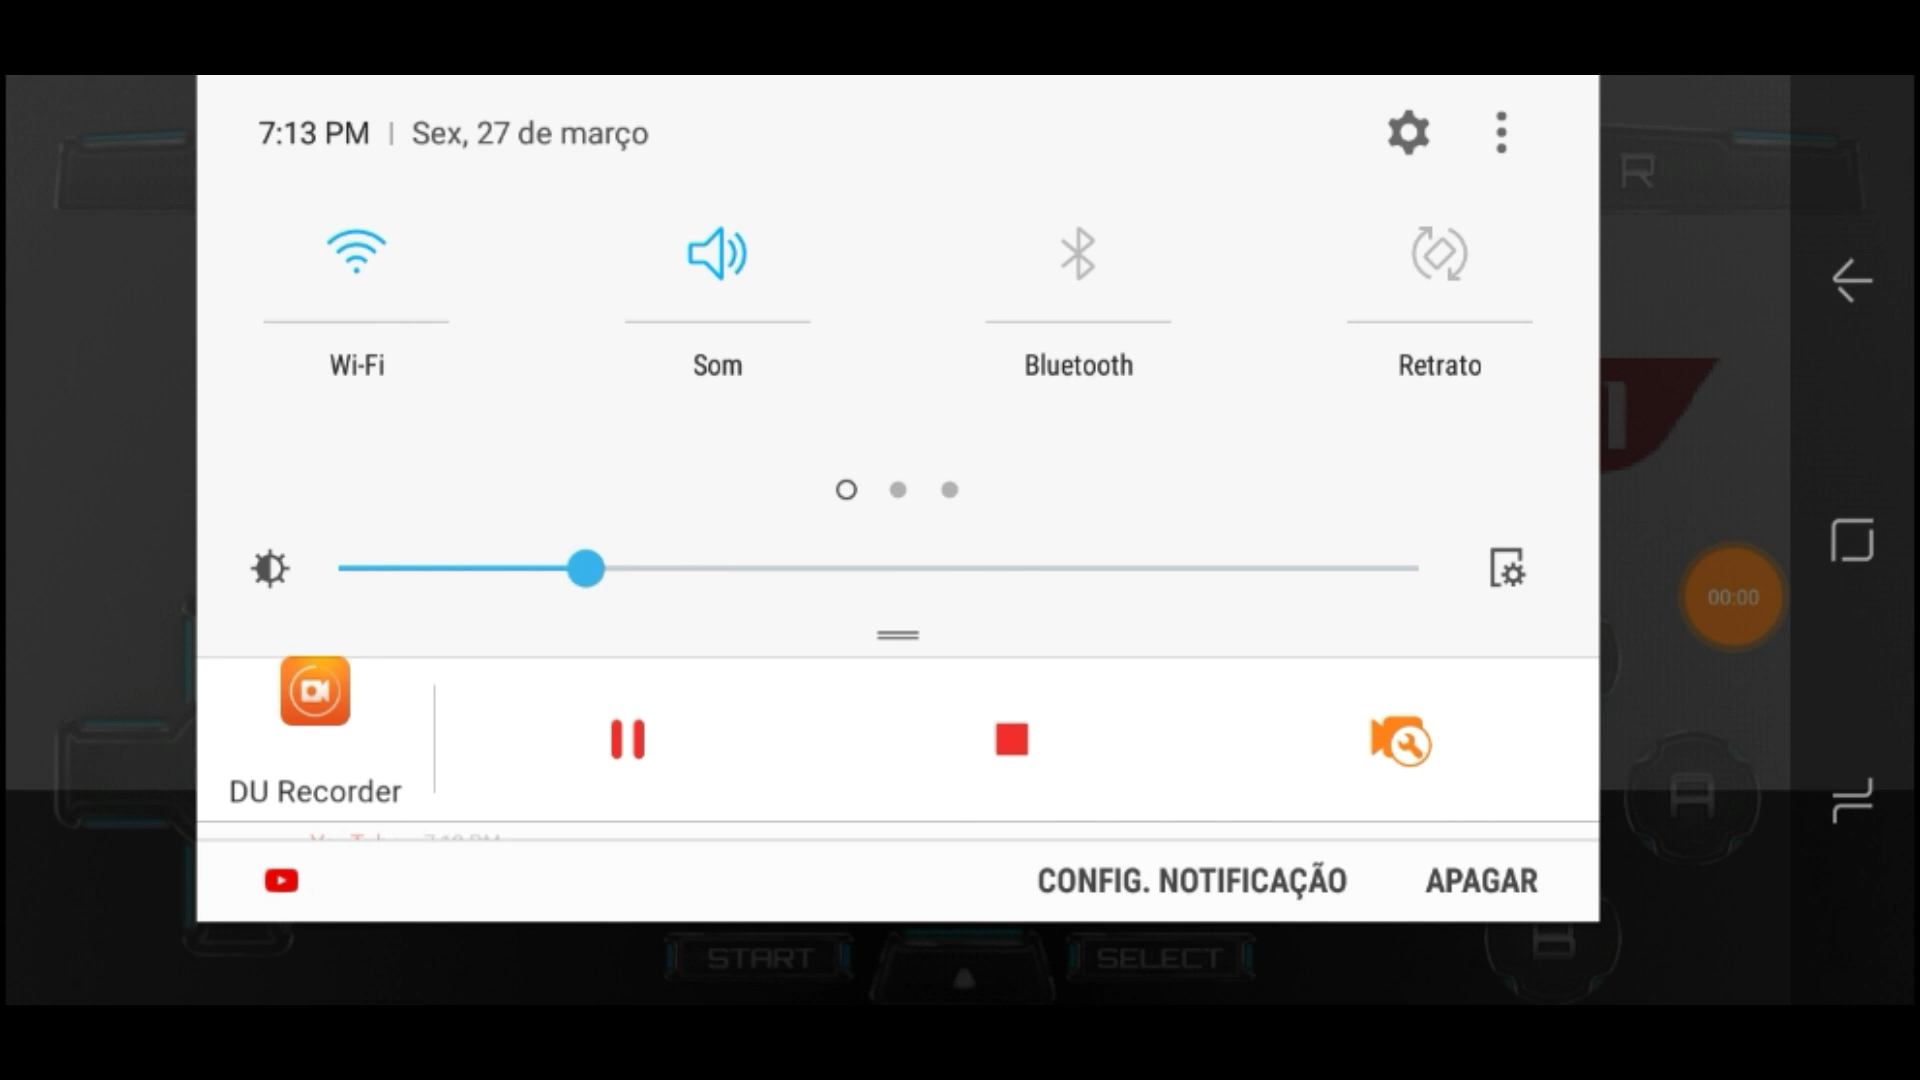 7:13 PM | Sex, 27 de março
R
Wi-Fi
Som
Bluetooth
Retrato
00:00
DU Recorder
A
CONFIG. NOTIFICAÇÃO
APAGAR
B
START
SELECT